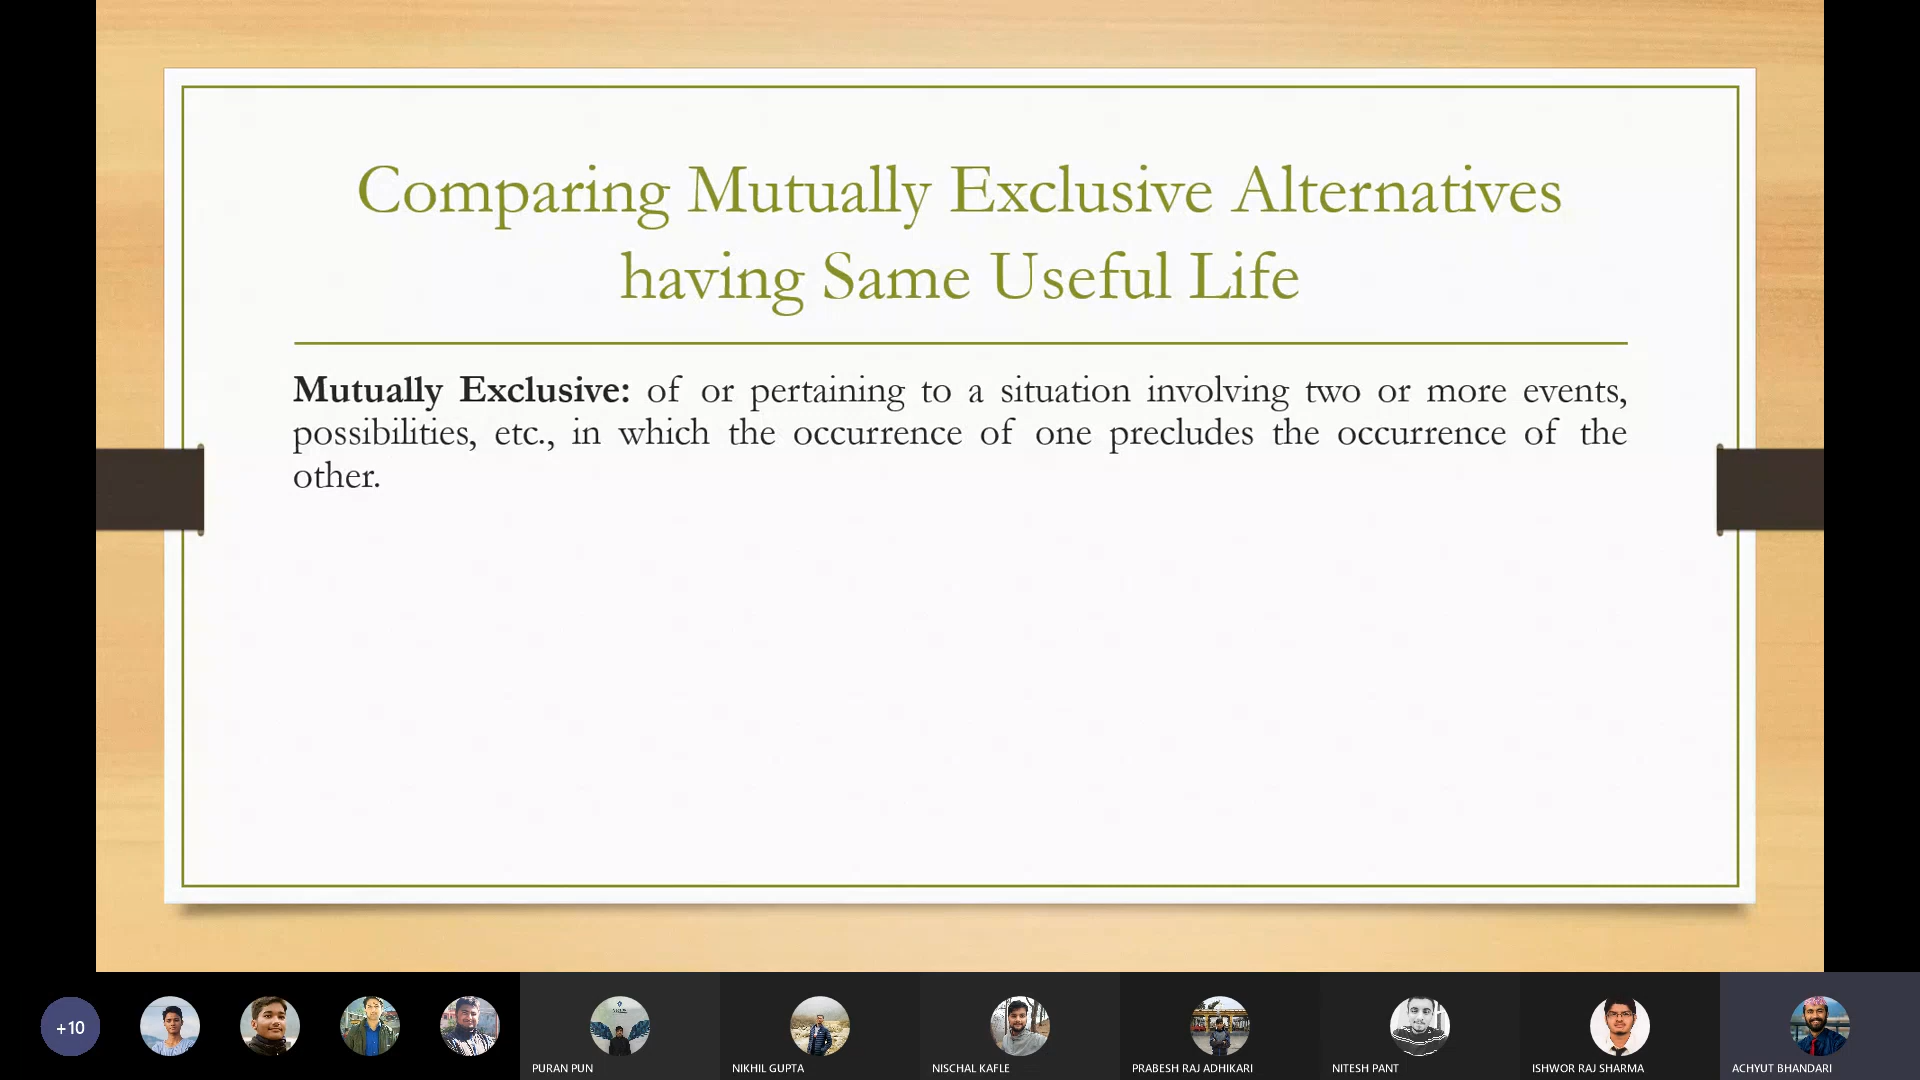 Comparing Mutually Exclusive Alternatives
having Same Useful Life
Mutually Exclusive: of or pertaining to a situation involving two or more events,
possibilities, etc., in which the occurrence of one precludes the occurrence of the
other.
+10
PURAN PUN
NIKHIL GUPTA
NISCHAL KAFLE
PRABESH RAJ ADHIKARI
NITESH PANT
ISHWOR RAJ SHARMA
ACHYUT BHANDARI